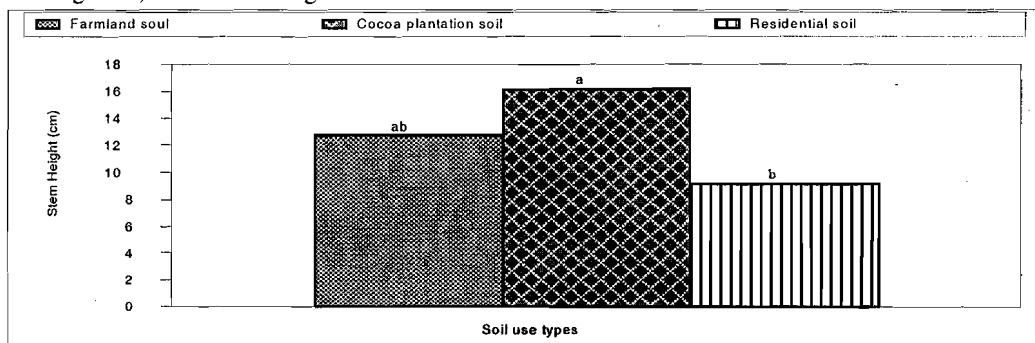 Farmland soul Cocoa plantation soil Residential soil
18
16
14
12
10
8
6
4
2
0
Stem Height (cm)
ab
a
b
Soil use types